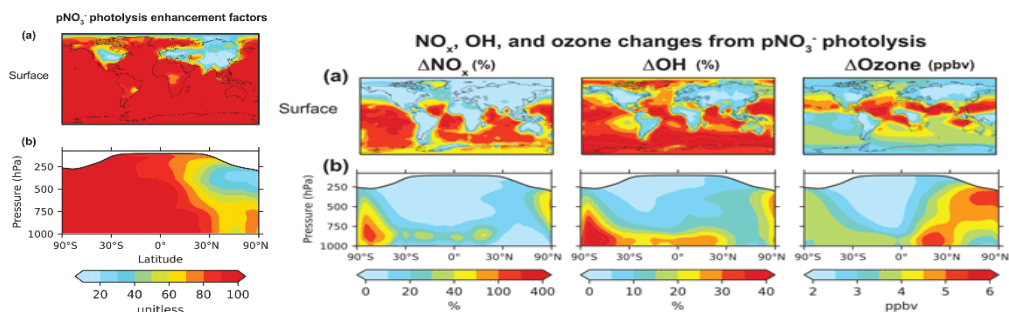 pNO₃⁻ photolysis enhancement factors
(a)
Surface
(b)
Pressure (hPa)
250
500
750
1000
90°S 30°S 0° 30°N 90°N
Latitude
20 40 60 80 100
unitless
NOₓ, OH, and ozone changes from pNO₃⁻ photolysis
(a) ΔNOₓ (%) ΔOH (%) ΔOzone (ppbv)
Surface
(b)
Pressure (hPa)
250
500
750
1000
90°S 30°S 0° 30°N 90°N 90°S 30°S 0° 30°N 90°N 90°S 30°S 0° 30°N 90°N
0 20 40 100 400 0 10 20 30 40 2 3 4 5 6
% % ppbv